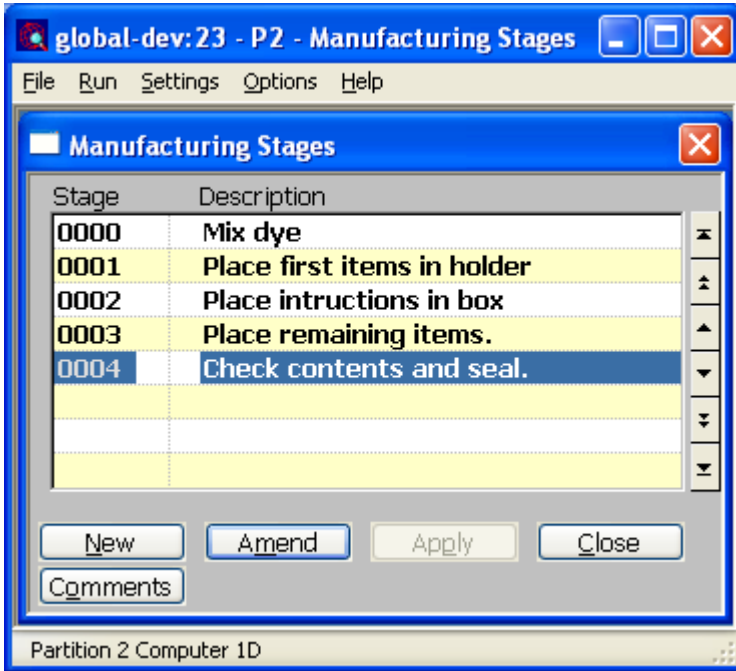 global-dev:23 - P2 - Manufacturing Stages
File Run Settings Options Help
Manufacturing Stages
Stage Description
0000 Mix dye
0001 Place first items in holder
0002 Place intructions in box
0003 Place remaining items.
0004 Check contents and seal.
New Amend Apply Close
Comments
Partition 2 Computer 1D